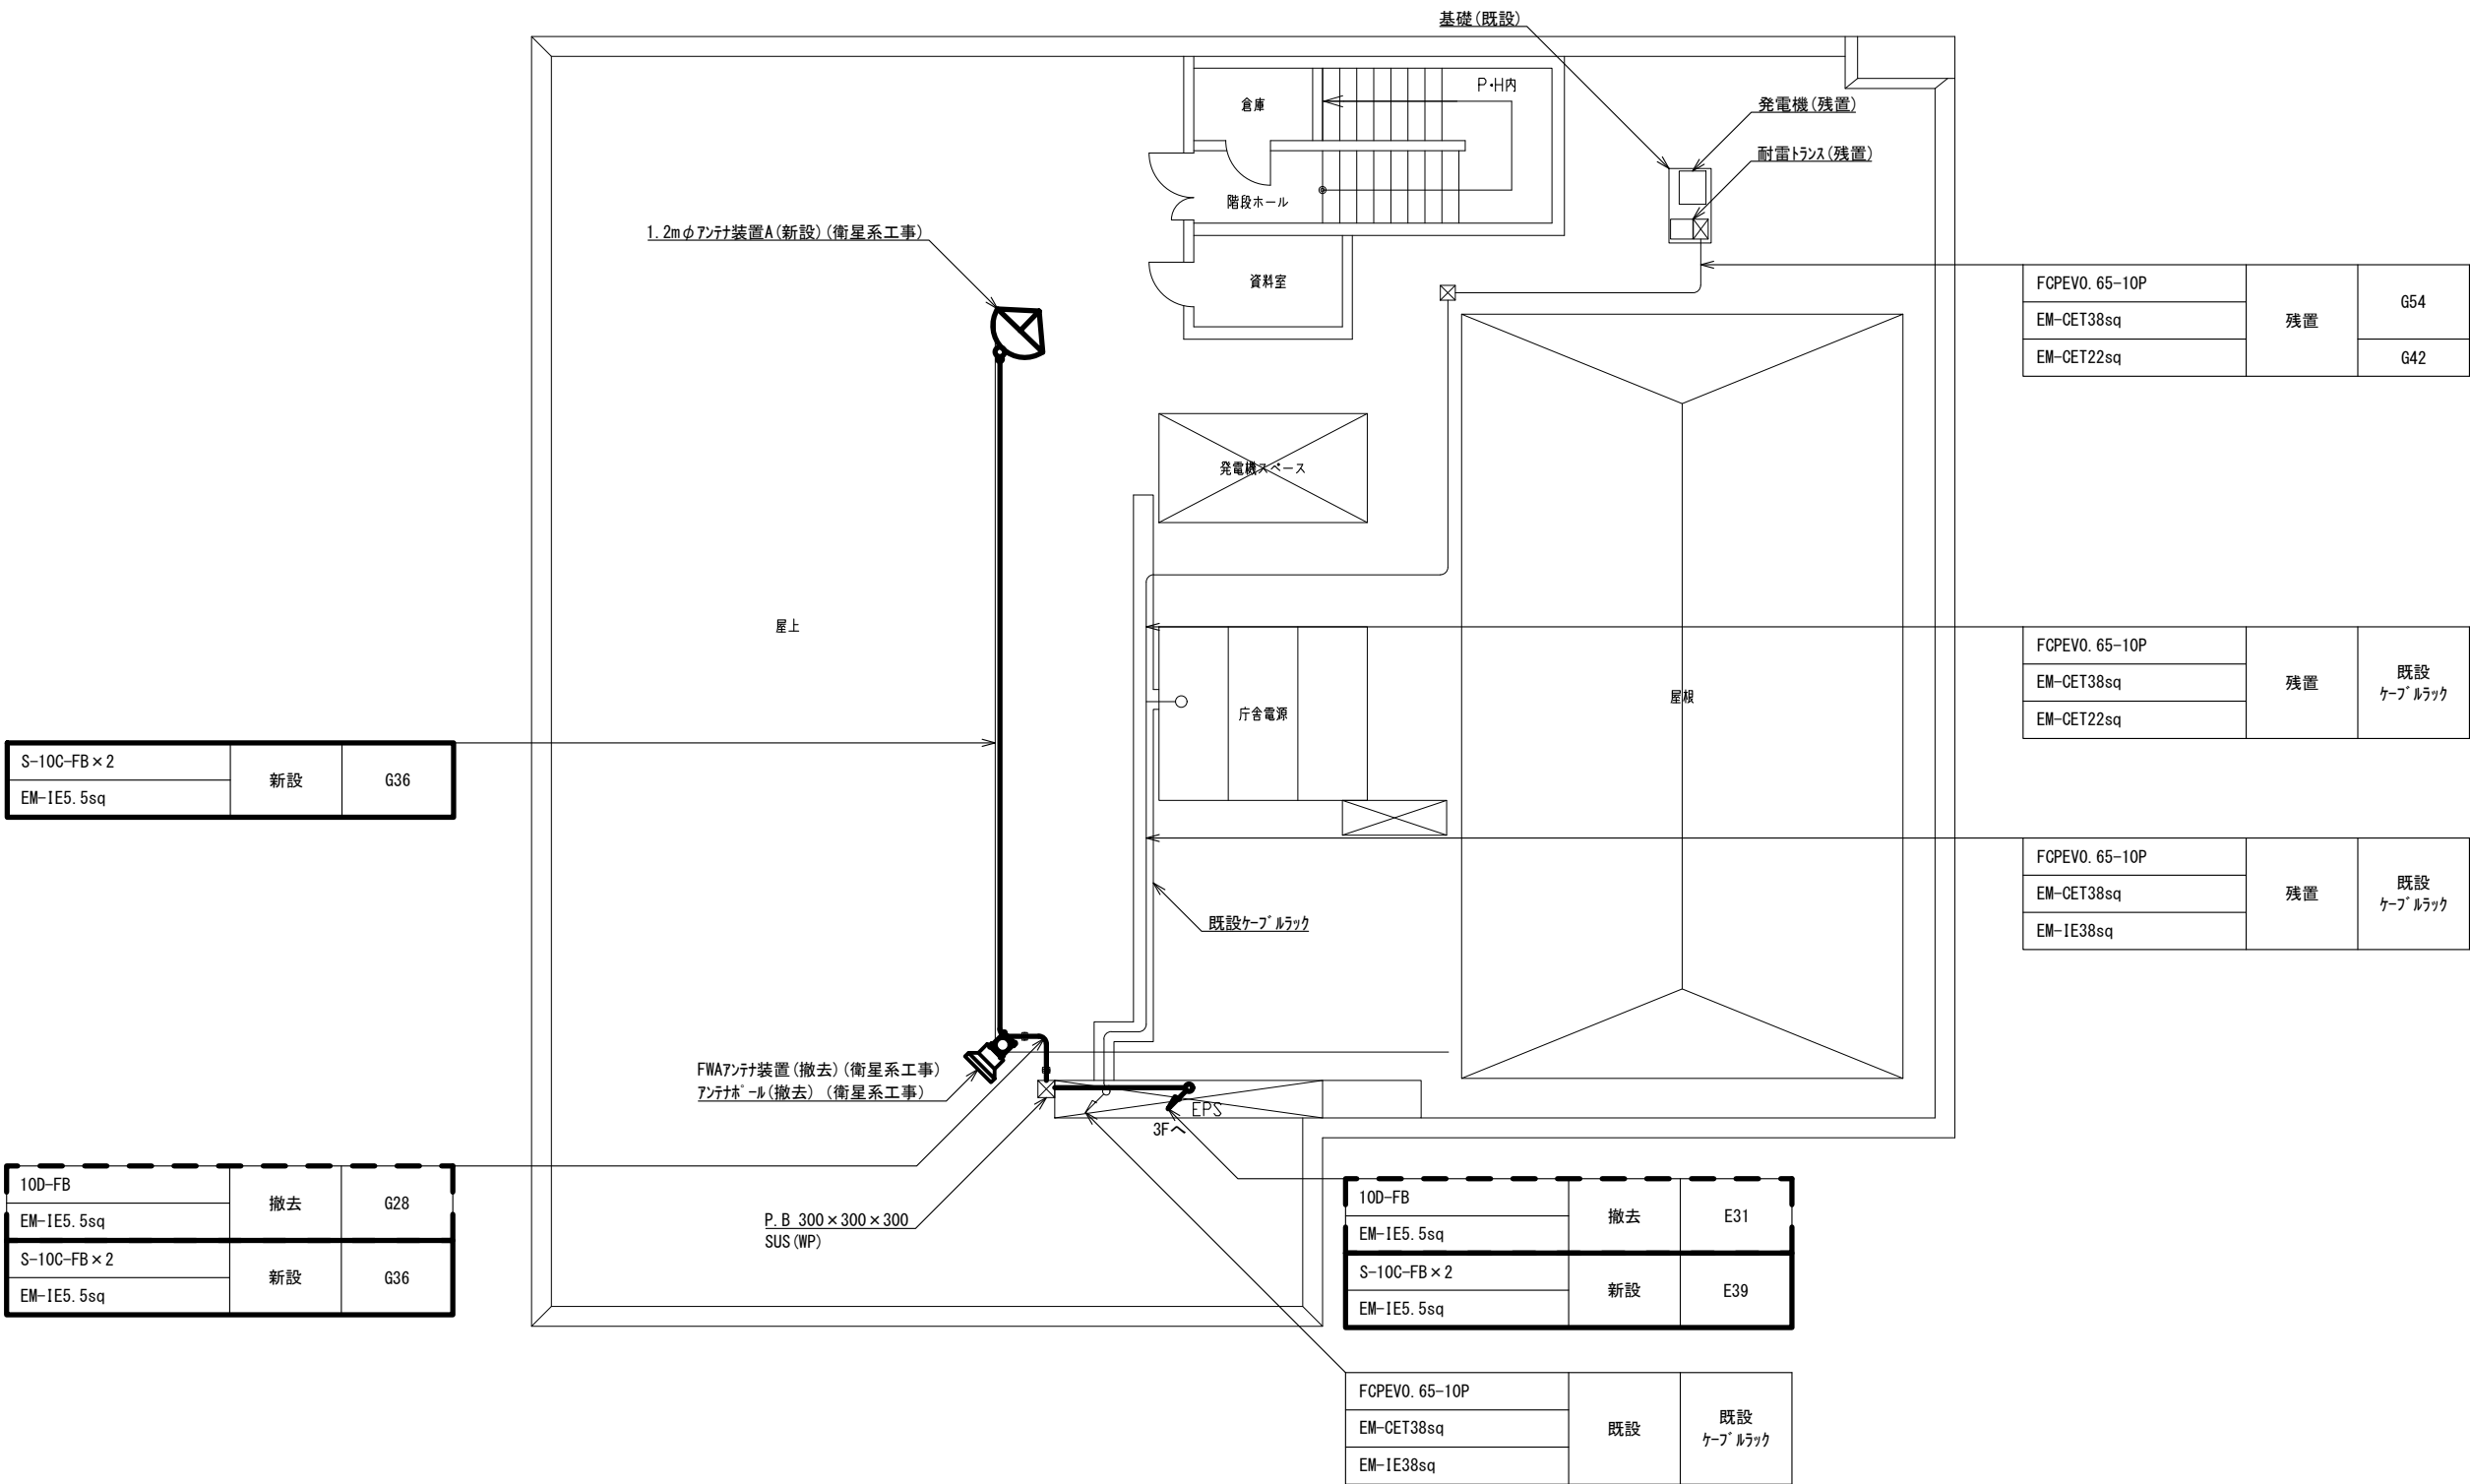 基礎(既設)
P・H内
倉庫
発電機(残置)
耐雷トランス(残置)
階段ホール
1.2mφアンテナ装置A(新設)(衛星系工事)
資料室
FCPEV0.65-10P
EM-CET38sq
EM-CET22sq
残置
G54
G42
発電機スペース
屋上
FCPEV0.65-10P
EM-CET38sq
EM-CET22sq
残置
既設
ケーブルラック
屋根
庁舎電源
S-10C-FB×2
EM-IE5.5sq
新設
G36
FCPEV0.65-10P
EM-CET38sq
EM-IE38sq
残置
既設
ケーブルラック
既設ケーブルラック
FWAアンテナ装置(撤去)(衛星系工事)
アンテナポール(撤去)(衛星系工事)
EPS
3Fへ
10D-FB
EM-IE5.5sq
撤去
G28
S-10C-FB×2
EM-IE5.5sq
新設
G36
P.B 300×300×300
SUS(WP)
10D-FB
EM-IE5.5sq
撤去
E31
S-10C-FB×2
EM-IE5.5sq
新設
E39
FCPEV0.65-10P
EM-CET38sq
EM-IE38sq
既設
既設
ケーブルラック